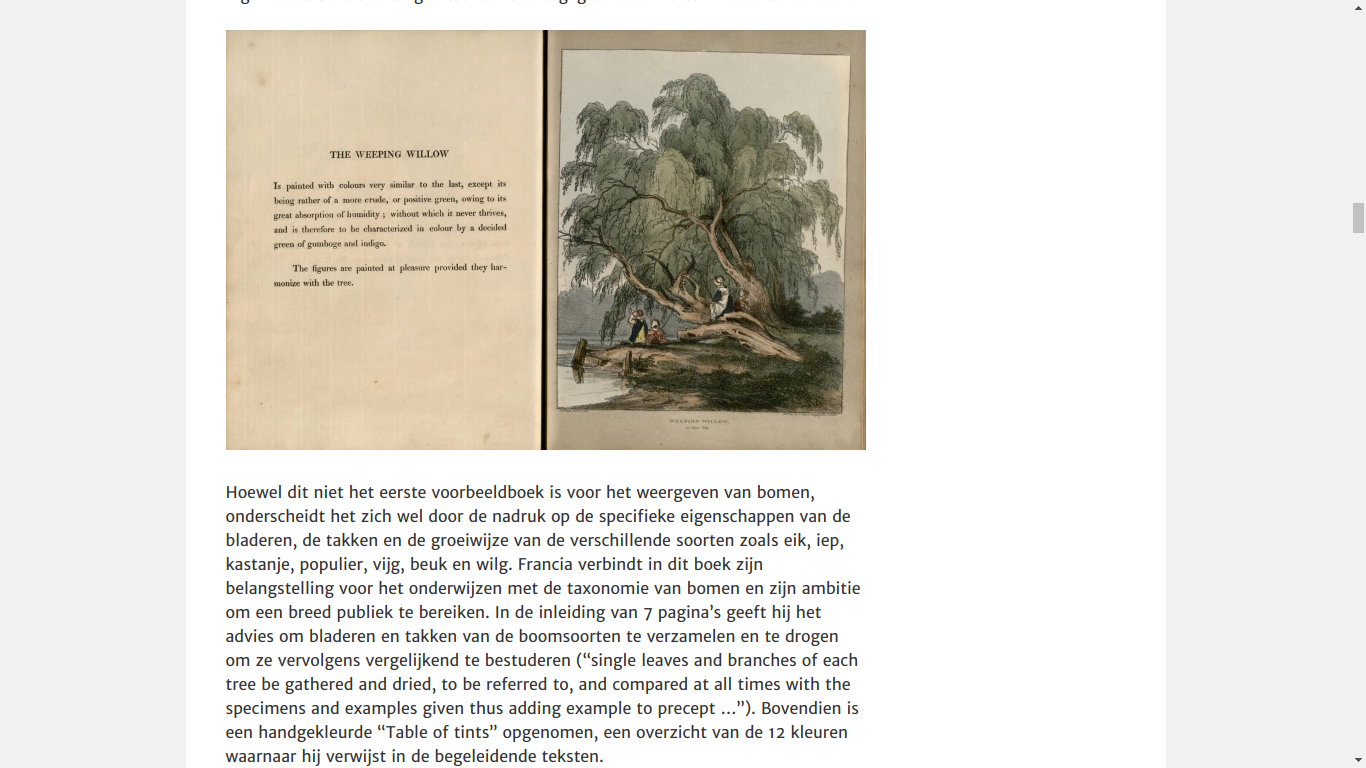 THE WEEPING WILLOW
Is painted with colours very similar to the last, except its
being rather of a more crude, or positive green, owing to its
great absorption of humidity ; without which it never thrives,
and is therefore to be characterized in colour by a decided
green of gumboge and indigo.
The figures are painted at pleasure provided they har-
monize with the tree.
WEEPING WILLOW.
Hoewel dit niet het eerste voorbeeldboek is voor het weergeven van bomen,
onderscheidt het zich wel door de nadruk op de specifieke eigenschappen van de
bladeren, de takken en de groeiwijze van de verschillende soorten zoals eik, iep,
kastanje, populier, vijg, beuk en wilg. Francia verbindt in dit boek zijn
belangstelling voor het onderwijzen met de taxonomie van bomen en zijn ambitie
om een breed publiek te bereiken. In de inleiding van 7 pagina’s geeft hij het
advies om bladeren en takken van de boomsoorten te verzamelen en te drogen
om ze vervolgens vergelijkend te bestuderen (“single leaves and branches of each
tree be gathered and dried, to be referred to, and compared at all times with the
specimens and examples given thus adding example to precept …”). Bovendien is
een handgekleurde “Table of tints” opgenomen, een overzicht van de 12 kleuren
waarnaar hij verwijst in de begeleidende teksten.